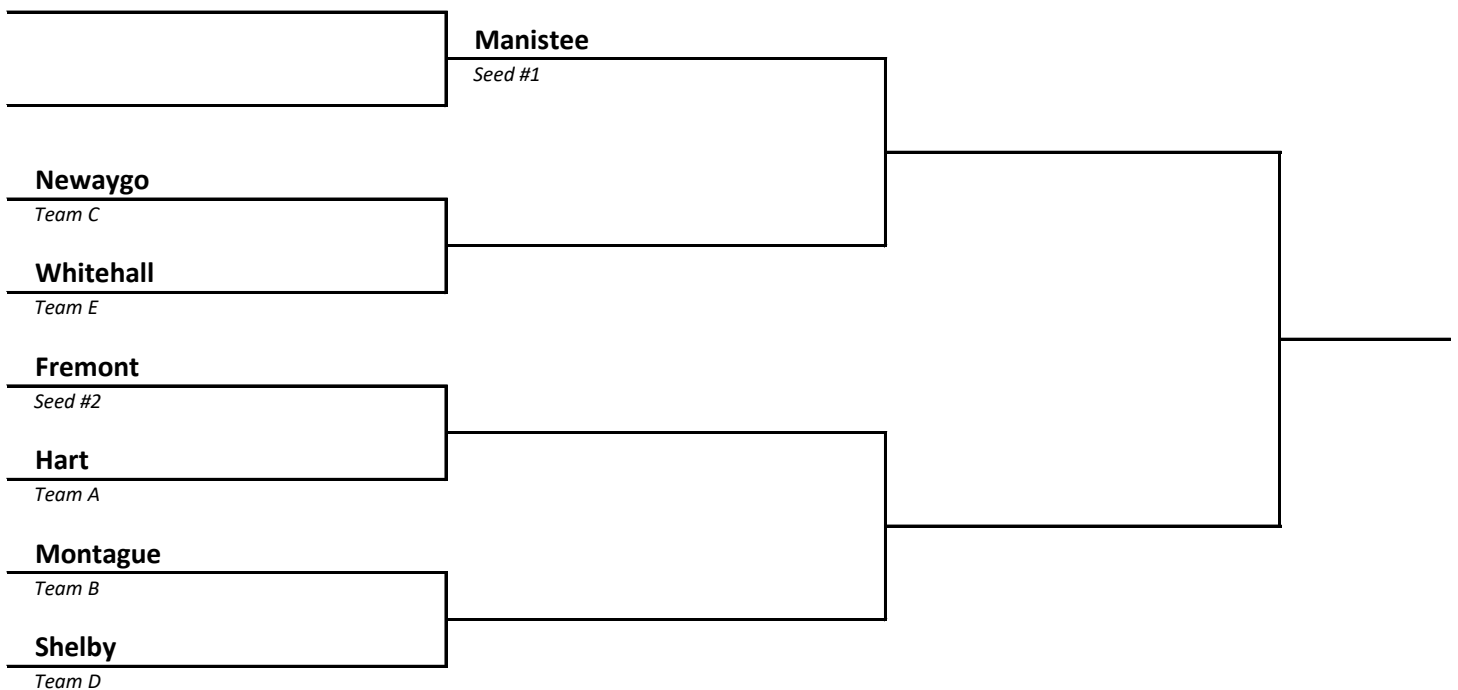 Manistee
Seed #1
Newaygo
Team C
Whitehall
Team E
Fremont
Seed #2
Hart
Team A
Montague
Team B
Shelby
Team D